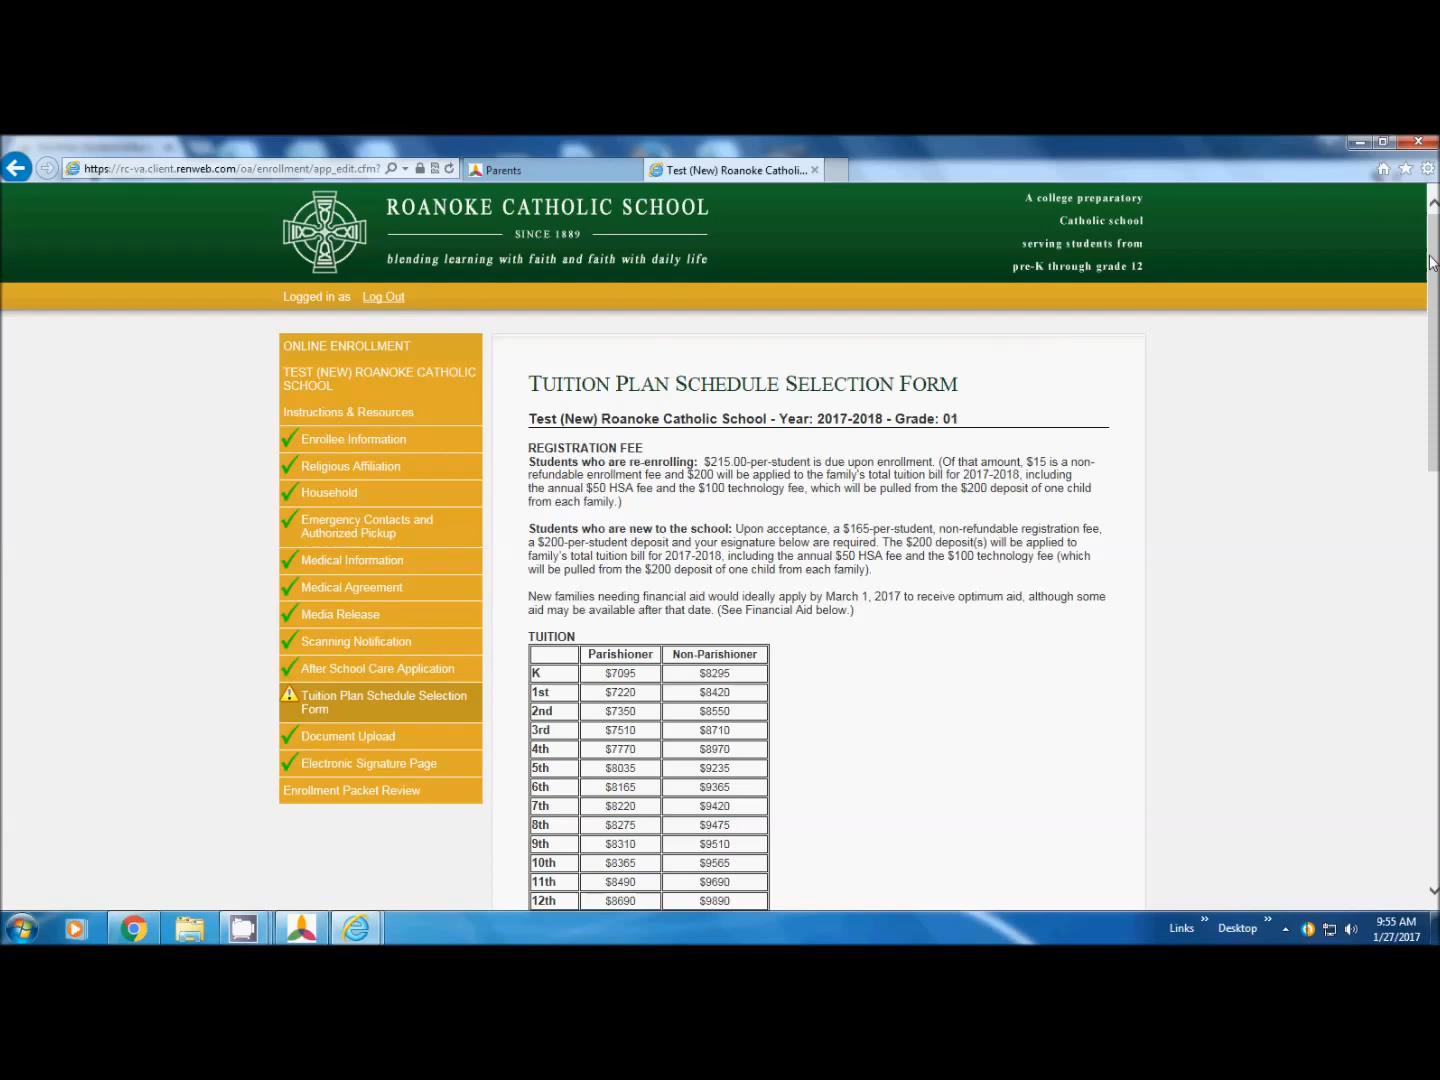 https://rc-va.client.renweb.com/oa/enrollment/app_edit.cfm?
Parents
Test (New) Roanoke Catholi...
ROANOKE CATHOLIC SCHOOL
SINCE 1889
blending learning with faith and faith with daily life
A college preparatory
Catholic school
serving students from
pre-K through grade 12
Logged in as Log Out
ONLINE ENROLLMENT
TEST (NEW) ROANOKE CATHOLIC
SCHOOL
Instructions & Resources
Enrollee Information
Religious Affiliation
Household
Emergency Contacts and
Authorized Pickup
Medical Information
Medical Agreement
Media Release
Scanning Notification
After School Care Application
Tuition Plan Schedule Selection
Form
Document Upload
Electronic Signature Page
Enrollment Packet Review
TUITION PLAN SCHEDULE SELECTION FORM
Test (New) Roanoke Catholic School - Year: 2017-2018 - Grade: 01
REGISTRATION FEE
Students who are re-enrolling: $215.00-per-student is due upon enrollment. (Of that amount, $15 is a non-
refundable enrollment fee and $200 will be applied to the family's total tuition bill for 2017-2018, including
the annual $50 HSA fee and the $100 technology fee, which will be pulled from the $200 deposit of one child
from each family.)
Students who are new to the school: Upon acceptance, a $165-per-student, non-refundable registration fee,
a $200-per-student deposit and your esignature below are required. The $200 deposit(s) will be applied to
family's total tuition bill for 2017-2018, including the annual $50 HSA fee and the $100 technology fee (which
will be pulled from the $200 deposit of one child from each family).
New families needing financial aid would ideally apply by March 1, 2017 to receive optimum aid, although some
aid may be available after that date. (See Financial Aid below.)
TUITION
Parishioner Non-Parishioner
K $7095 $8295
1st $7220 $8420
2nd $7350 $8550
3rd $7510 $8710
4th $7770 $8970
5th $8035 $9235
6th $8165 $9365
7th $8220 $9420
8th $8275 $9475
9th $8310 $9510
10th $8365 $9565
11th $8490 $9690
12th $8690 $9890
Links
Desktop
9:55 AM
1/27/2017